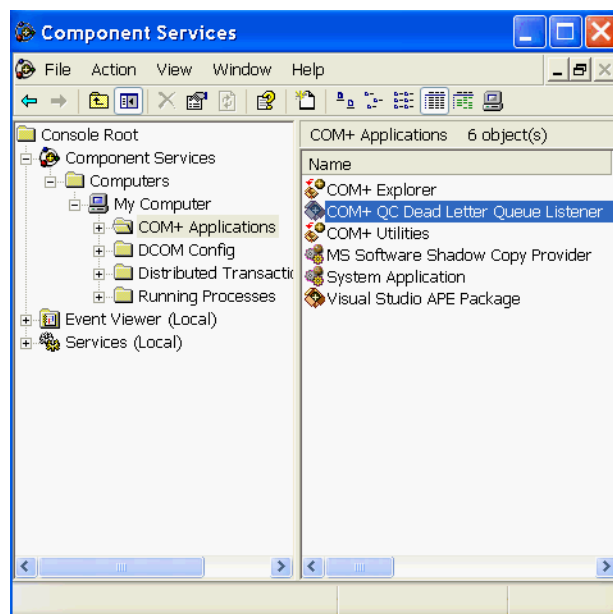 Component Services
File Action View Window Help
Console Root
Component Services
Computers
My Computer
COM+ Applications
DCOM Config
Distributed Transactic
Running Processes
Event Viewer (Local)
Services (Local)
COM+ Applications 6 object(s)
Name
COM+ Explorer
COM+ QC Dead Letter Queue Listener
COM+ Utilities
MS Software Shadow Copy Provider
System Application
Visual Studio APE Package